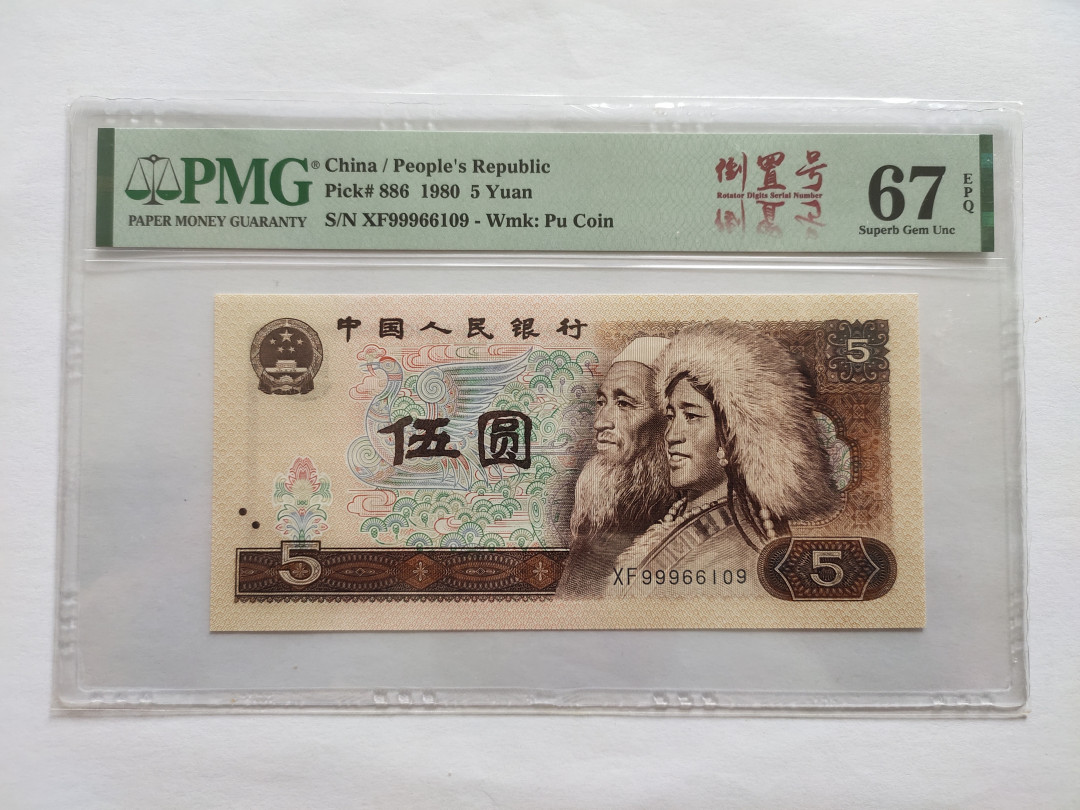 PMG®
PAPER MONEY GUARANTY
China / People's Republic
Pick# 886 1980 5 Yuan
S/N XF99966109 - Wmk: Pu Coin
倒置号
Rotator Digits Serial Number
67
EPQ
Superb Gem Unc
中国人民银行
5
伍圆
5
XF99966109
5